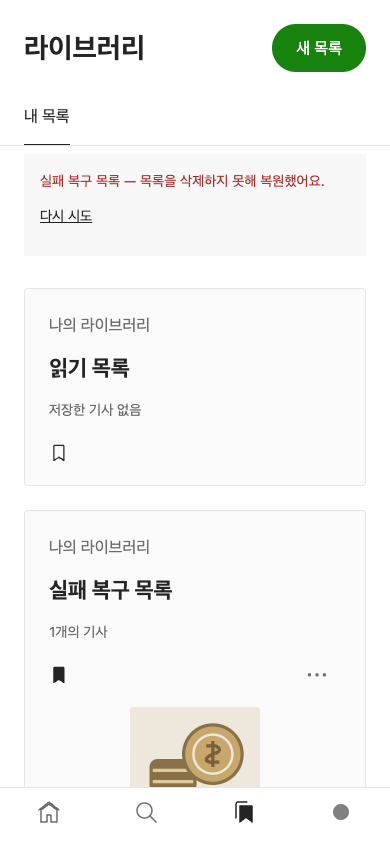 라이브러리
새 목록
내 목록
실패 복구 목록 — 목록을 삭제하지 못해 복원했어요.
다시 시도
나의 라이브러리
읽기 목록
저장한 기사 없음
나의 라이브러리
실패 복구 목록
1개의 기사